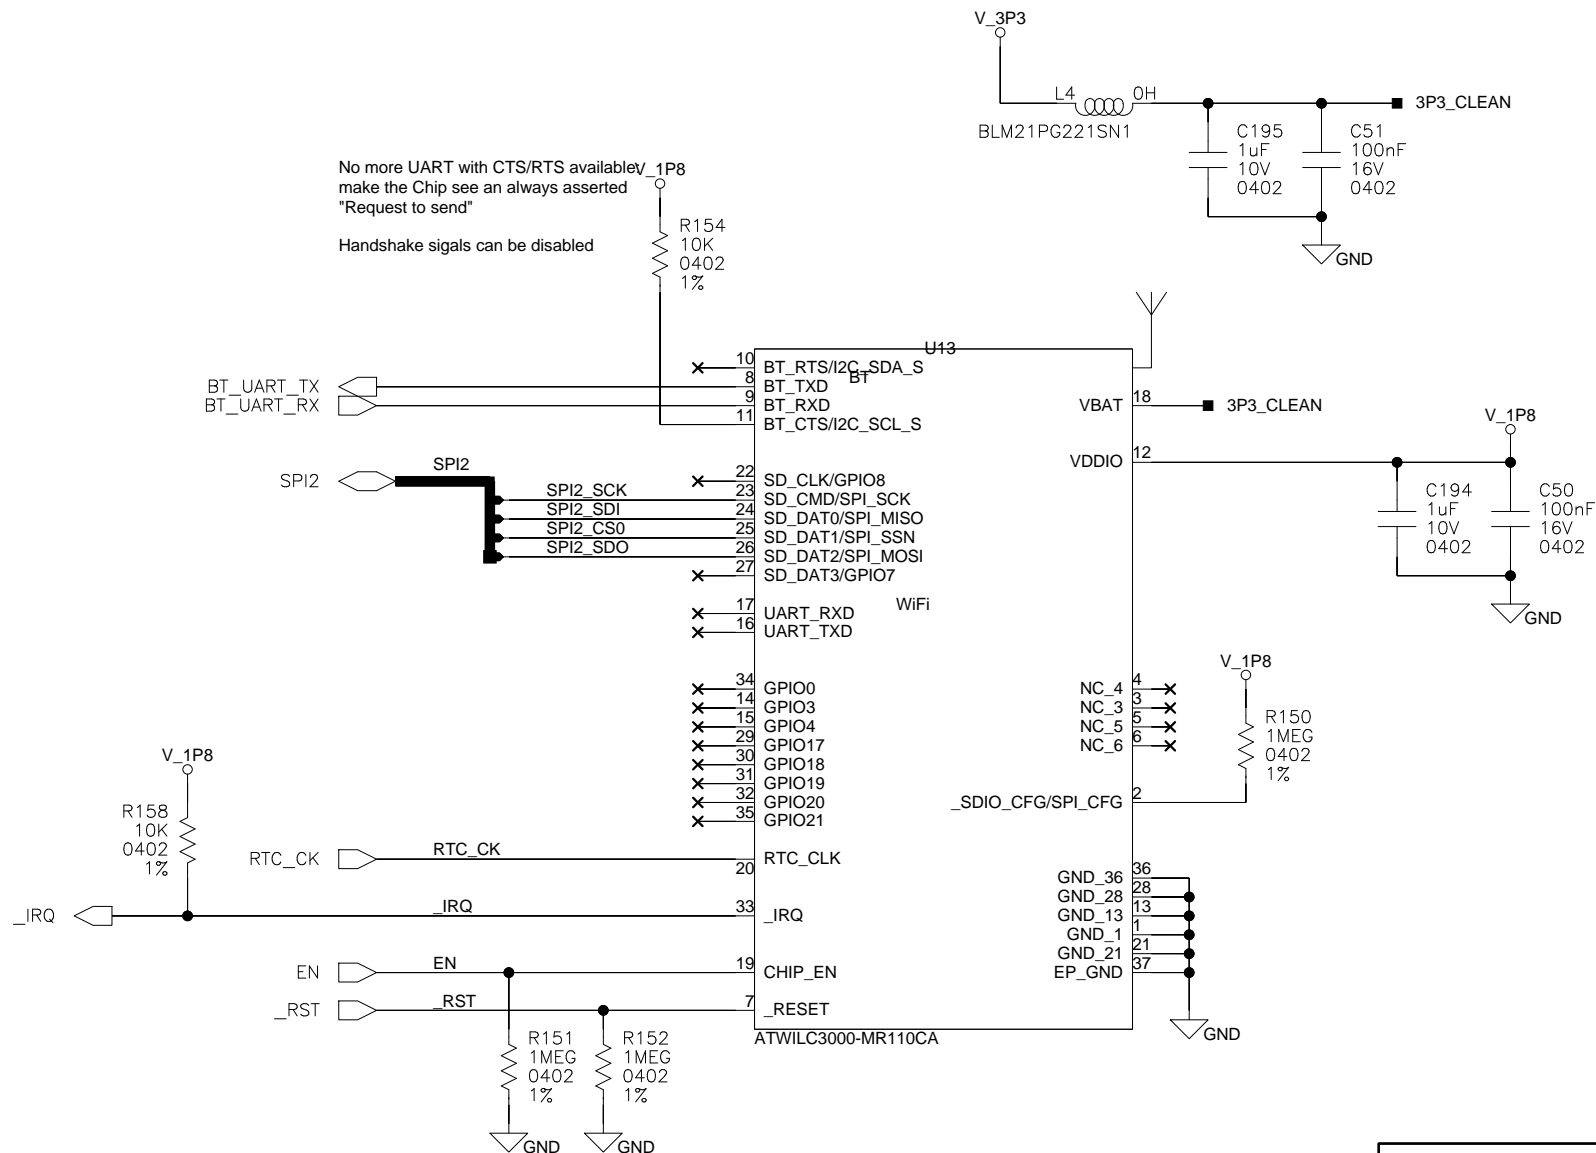 V_3P3
L4
0H
BLM21PG221SN1
3P3_CLEAN
C195
1uF
10V
0402
C51
100nF
16V
0402
GND
No more UART with CTS/RTS available,
make the Chip see an always asserted
"Request to send"
Handshake sigals can be disabled
V_1P8
R154
10K
0402
1%
U13
BT
WiFi
ATWILC3000-MR110CA
BT_UART_TX
BT_UART_RX
10
BT_RTS/I2C_SDA_S
8
BT_TXD
9
BT_RXD
11
BT_CTS/I2C_SCL_S
SPI2
SPI2
SPI2_SCK
SPI2_SDI
SPI2_CS0
SPI2_SDO
22
SD_CLK/GPIO8
23
SD_CMD/SPI_SCK
24
SD_DAT0/SPI_MISO
25
SD_DAT1/SPI_SSN
26
SD_DAT2/SPI_MOSI
27
SD_DAT3/GPIO7
17
UART_RXD
16
UART_TXD
34
GPIO0
14
GPIO3
15
GPIO4
29
GPIO17
30
GPIO18
31
GPIO19
32
GPIO20
35
GPIO21
RTC_CK
RTC_CK
20
RTC_CLK
V_1P8
R158
10K
0402
1%
_IRQ
_IRQ
33
_IRQ
EN
EN
19
CHIP_EN
_RST
_RST
7
_RESET
R151
1MEG
0402
1%
GND
R152
1MEG
0402
1%
GND
VBAT
18
3P3_CLEAN
VDDIO
12
V_1P8
C194
1uF
10V
0402
C50
100nF
16V
0402
GND
NC_4
4
NC_3
3
NC_5
5
NC_6
6
V_1P8
R150
1MEG
0402
1%
_SDIO_CFG/SPI_CFG
2
GND_36
36
GND_28
28
GND_13
13
GND_1
1
GND_21
21
EP_GND
37
GND